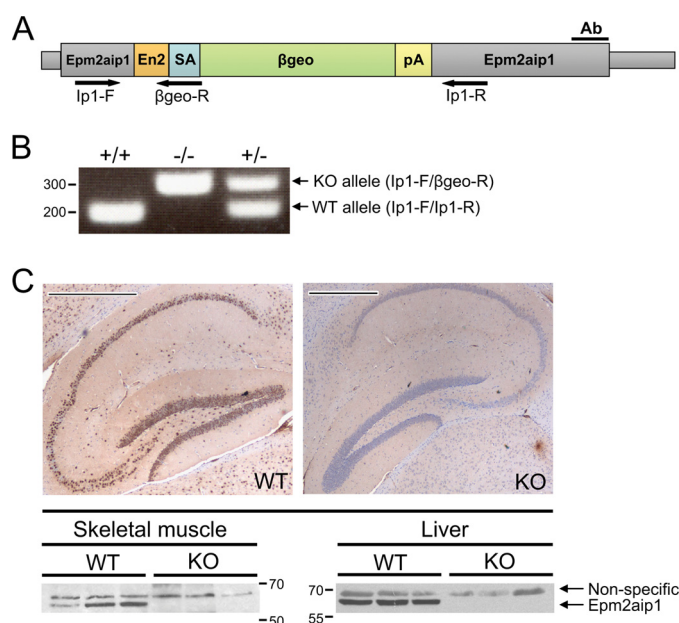 A
Ab
Epm2aip1 En2 SA βgeo pA Epm2aip1
Ip1-F βgeo-R Ip1-R
B
+/+ -/- +/-
300 KO allele (Ip1-F/βgeo-R)
200 WT allele (Ip1-F/Ip1-R)
C
WT KO
Skeletal muscle Liver
WT KO WT KO
70 70 Non-specific
Epm2aip1
50 55